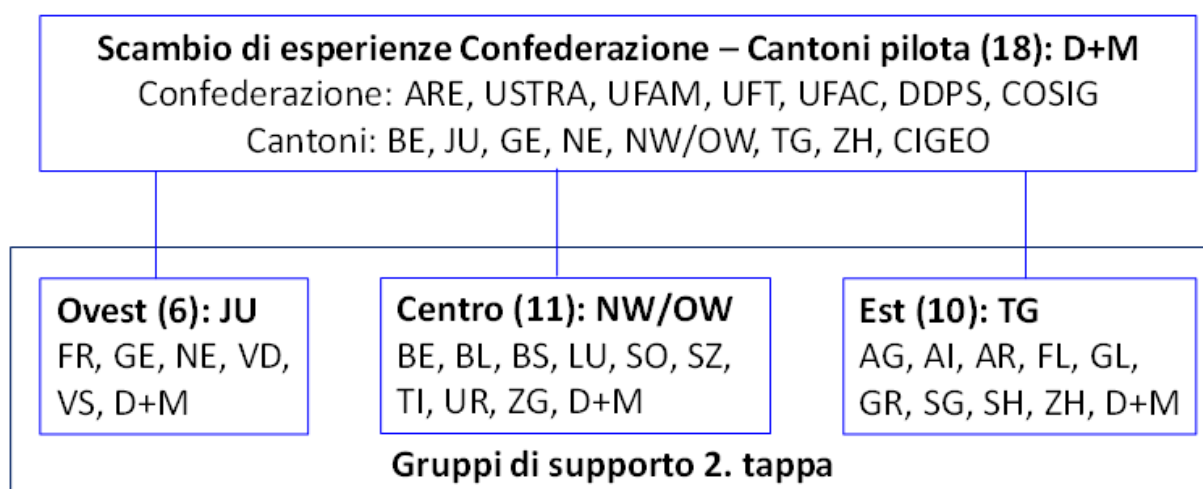 Scambio di esperienze Confederazione – Cantoni pilota (18): D+M
Confederazione: ARE, USTRA, UFAM, UFT, UFAC, DDPS, COSIG
Cantoni: BE, JU, GE, NE, NW/OW, TG, ZH, CIGEO
Ovest (6): JU
FR, GE, NE, VD,
VS, D+M
Centro (11): NW/OW
BE, BL, BS, LU, SO, SZ,
TI, UR, ZG, D+M
Est (10): TG
AG, AI, AR, FL, GL,
GR, SG, SH, ZH, D+M
Gruppi di supporto 2. tappa